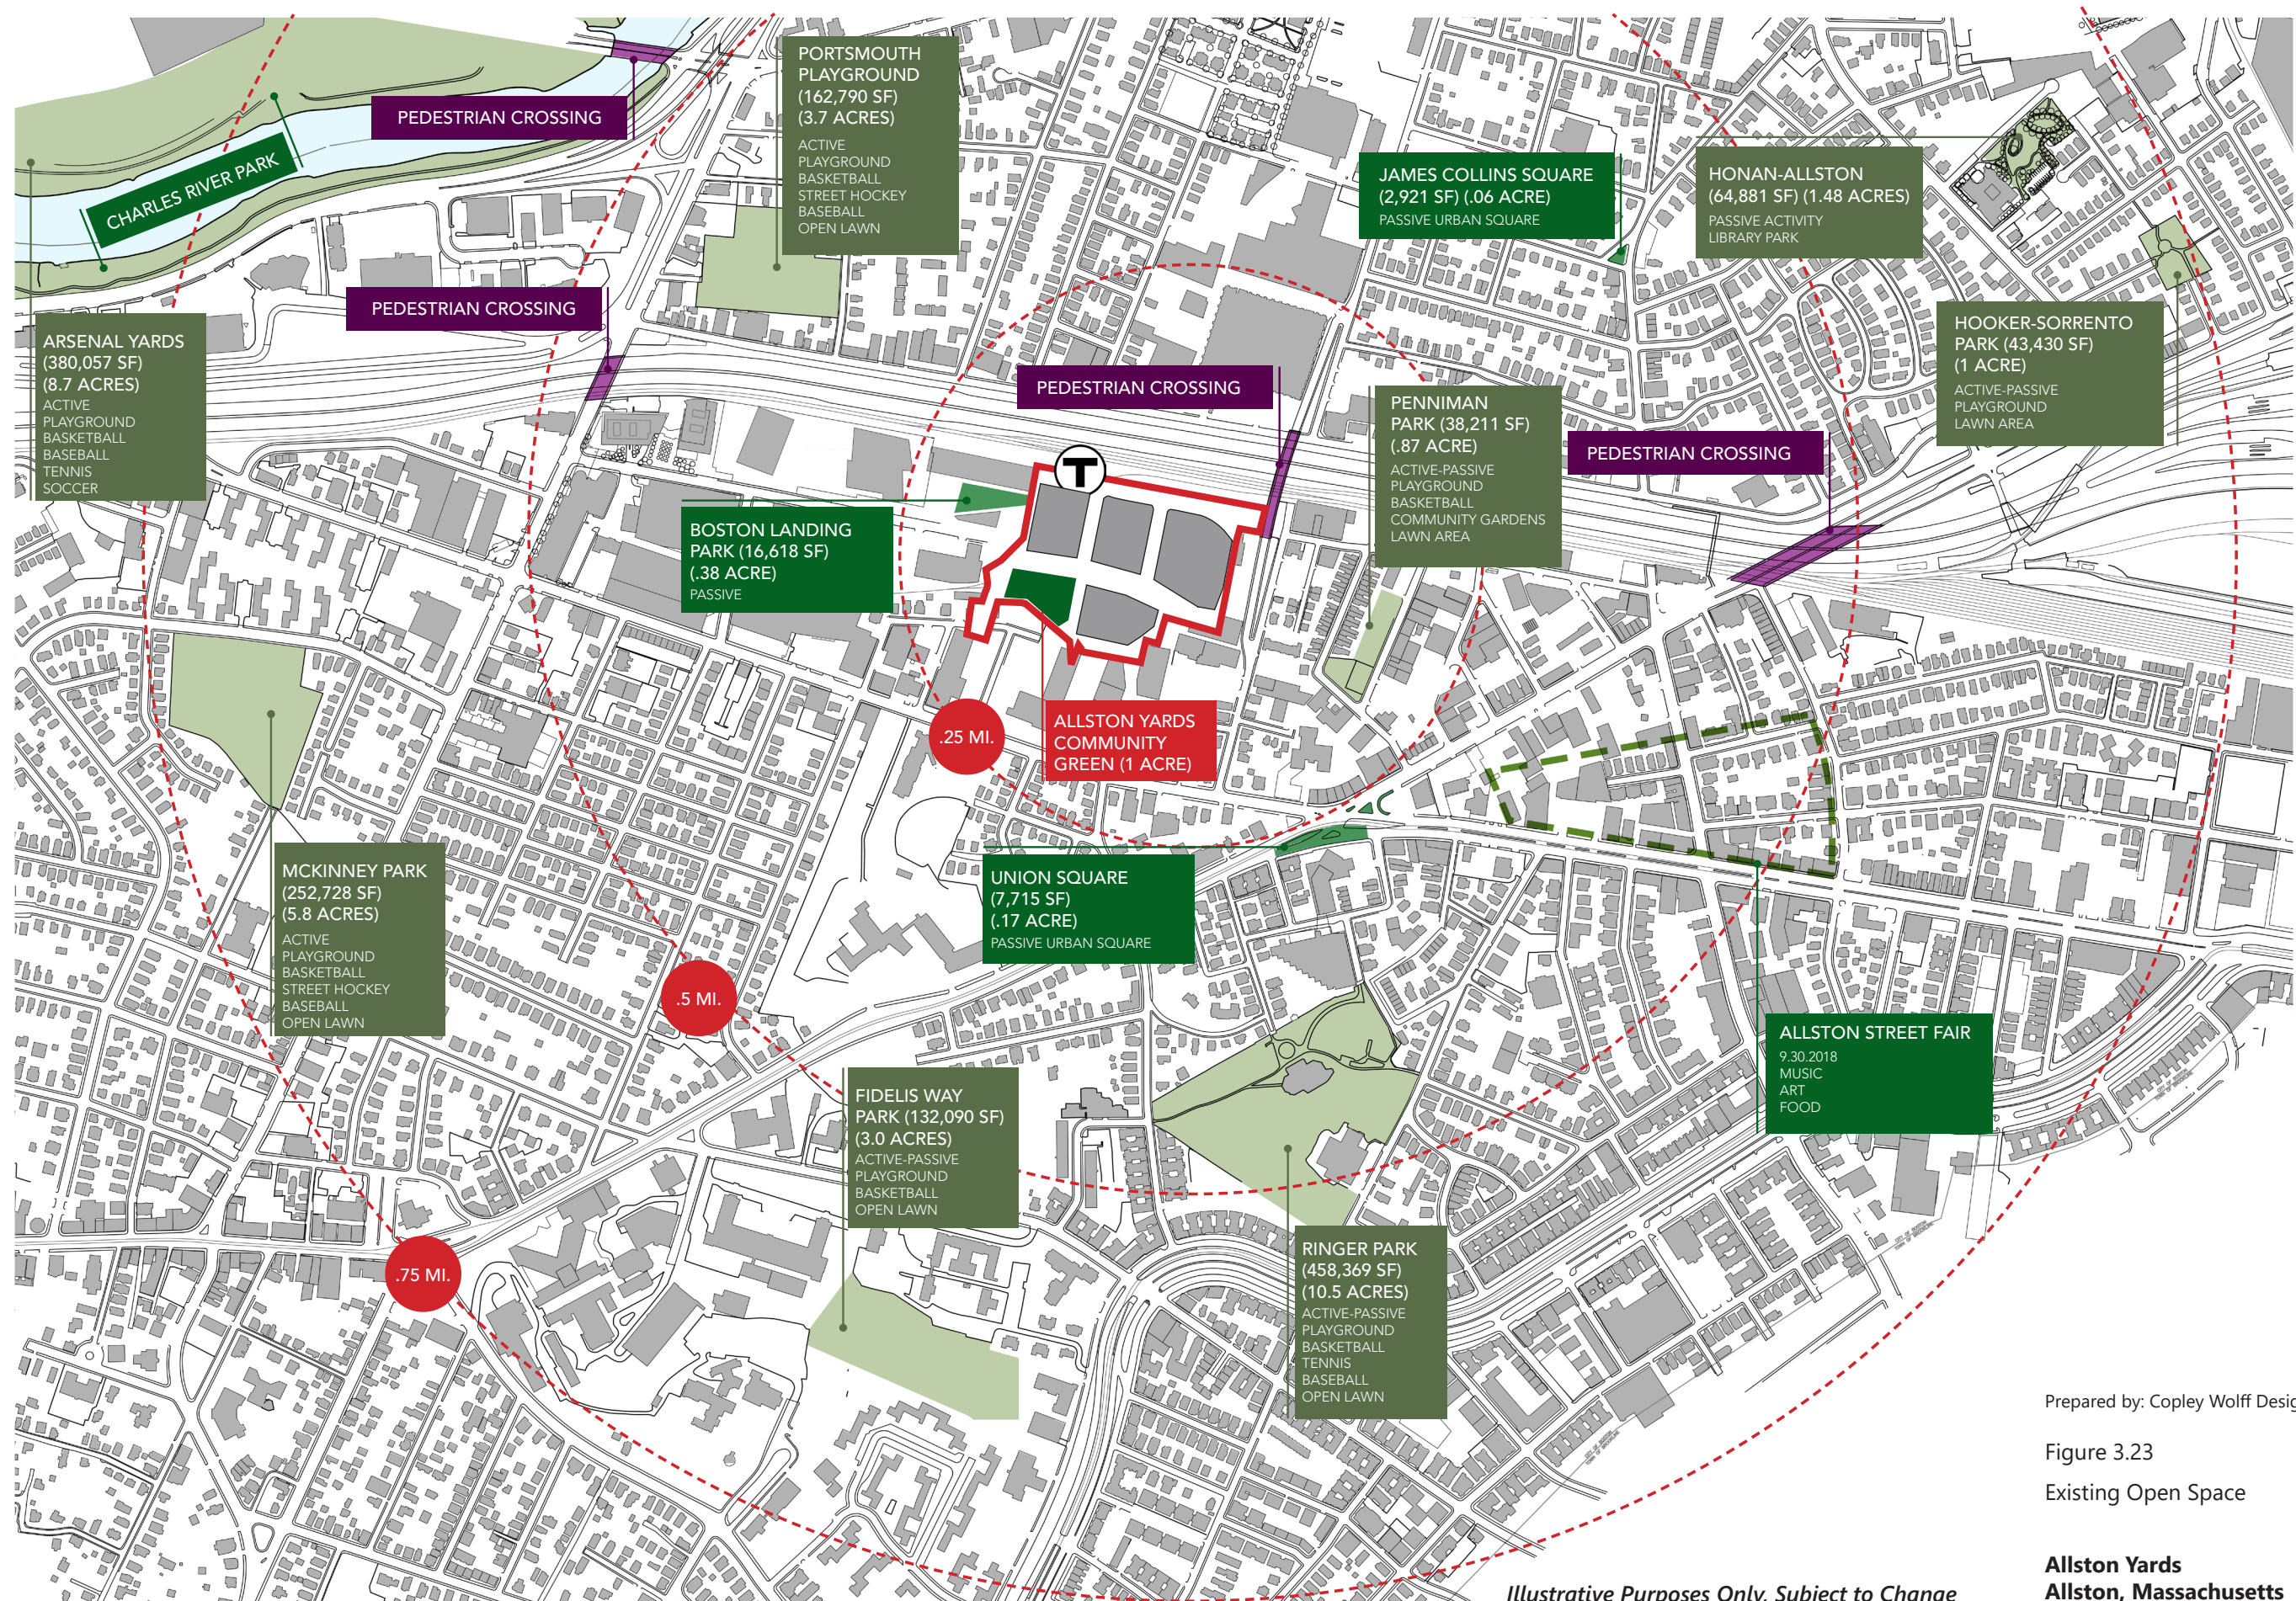 PORTSMOUTH
PLAYGROUND
(162,790 SF)
(3.7 ACRES)
ACTIVE
PLAYGROUND
BASKETBALL
STREET HOCKEY
BASEBALL
OPEN LAWN
PEDESTRIAN CROSSING
CHARLES RIVER PARK
JAMES COLLINS SQUARE
(2,921 SF) (.06 ACRE)
PASSIVE URBAN SQUARE
HONAN-ALLSTON
(64,881 SF) (1.48 ACRES)
PASSIVE ACTIVITY
LIBRARY PARK
PEDESTRIAN CROSSING
ARSENAL YARDS
(380,057 SF)
(8.7 ACRES)
ACTIVE
PLAYGROUND
BASKETBALL
BASEBALL
TENNIS
SOCCER
HOOKER-SORRENTO
PARK (43,430 SF)
(1 ACRE)
ACTIVE-PASSIVE
PLAYGROUND
LAWN AREA
PEDESTRIAN CROSSING
PENNIMAN
PARK (38,211 SF)
(.87 ACRE)
ACTIVE-PASSIVE
PLAYGROUND
BASKETBALL
COMMUNITY GARDENS
LAWN AREA
PEDESTRIAN CROSSING
T
BOSTON LANDING
PARK (16,618 SF)
(.38 ACRE)
PASSIVE
.25 MI.
ALLSTON YARDS
COMMUNITY
GREEN (1 ACRE)
MCKINNEY PARK
(252,728 SF)
(5.8 ACRES)
ACTIVE
PLAYGROUND
BASKETBALL
STREET HOCKEY
BASEBALL
OPEN LAWN
UNION SQUARE
(7,715 SF)
(.17 ACRE)
PASSIVE URBAN SQUARE
.5 MI.
ALLSTON STREET FAIR
9.30.2018
MUSIC
ART
FOOD
FIDELIS WAY
PARK (132,090 SF)
(3.0 ACRES)
ACTIVE-PASSIVE
PLAYGROUND
BASKETBALL
OPEN LAWN
.75 MI.
RINGER PARK
(458,369 SF)
(10.5 ACRES)
ACTIVE-PASSIVE
PLAYGROUND
BASKETBALL
TENNIS
BASEBALL
OPEN LAWN
Prepared by: Copley Wolff Desig
Figure 3.23
Existing Open Space
Allston Yards
Allston, Massachusetts
Illustrative Purposes Only. Subject to Change